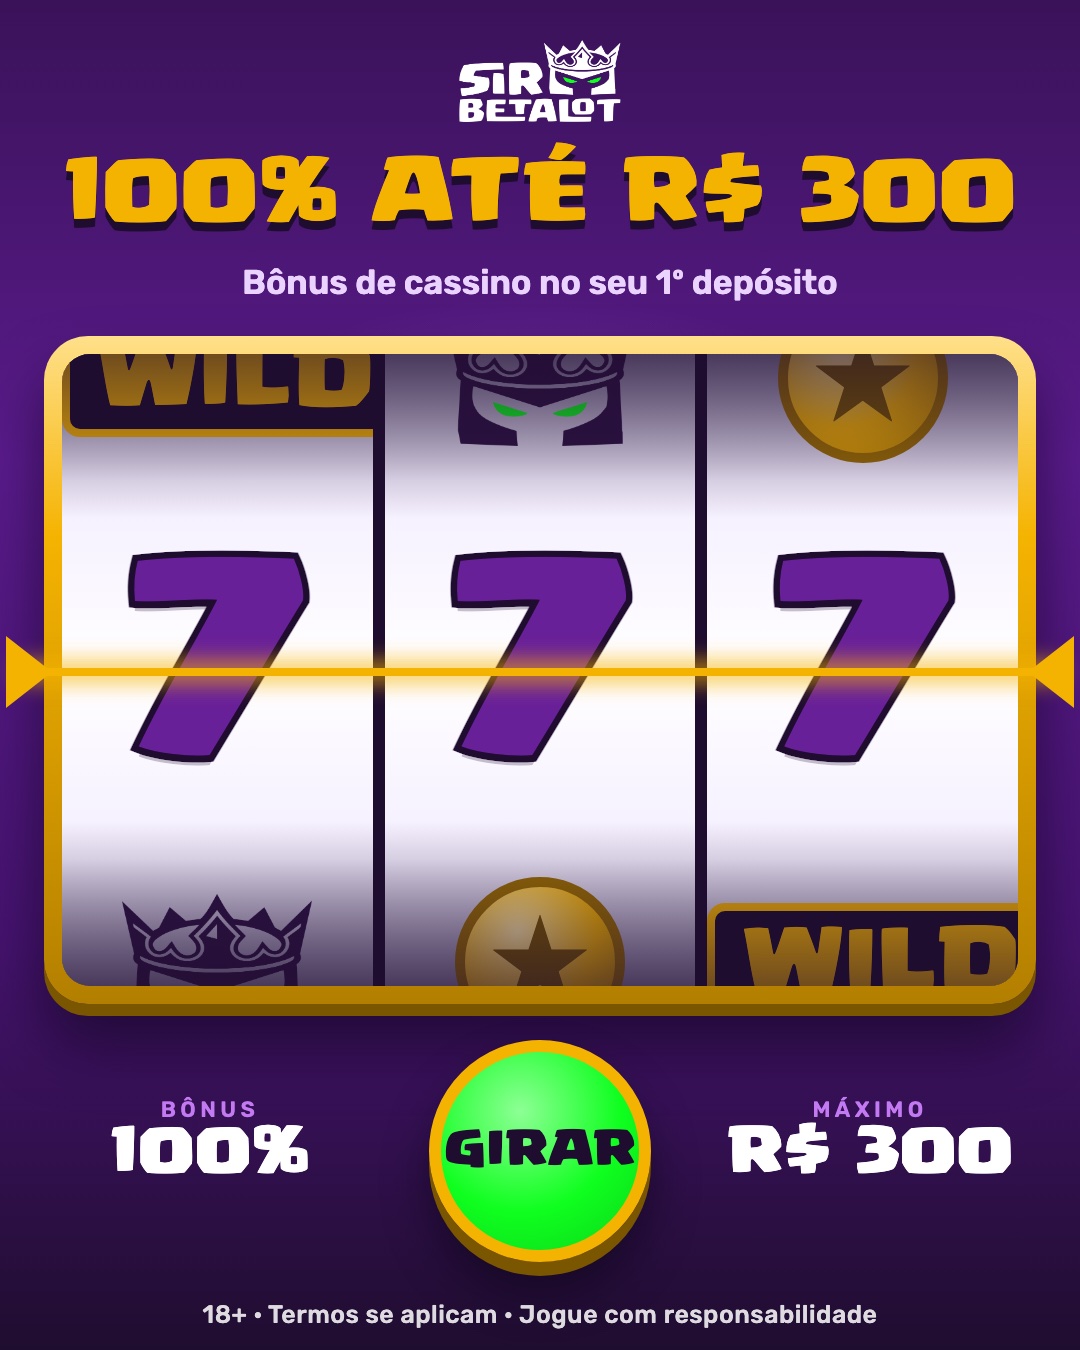 SIR
BETALOT
100% ATÉ R$ 300
Bônus de cassino no seu 1º depósito
WILD
7 7 7
WILD
BÔNUS
100%
GIRAR
MÁXIMO
R$ 300
18+ • Termos se aplicam • Jogue com responsabilidade